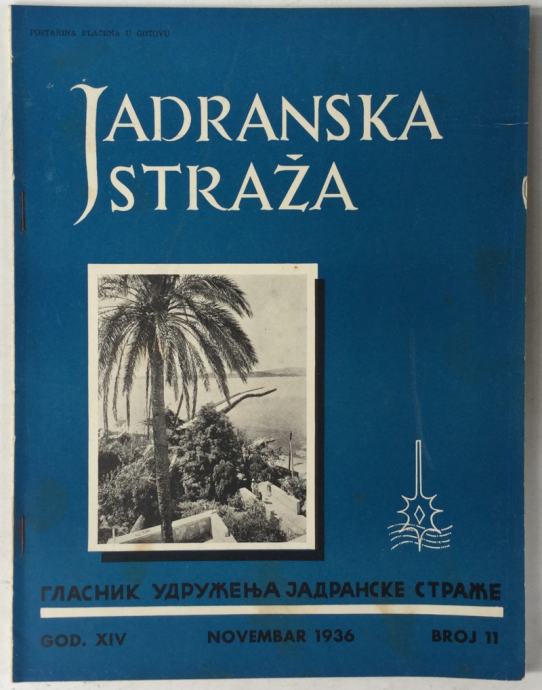 POŠTARINA PLAĆENA U GOTOVU
JADRANSKA
STRAŽA
ГЛАСНИК УДРУЖЕЊА ЈАДРАНСКЕ СТРАЖЕ
GOD. XIV NOVEMBAR 1936 BROJ 11